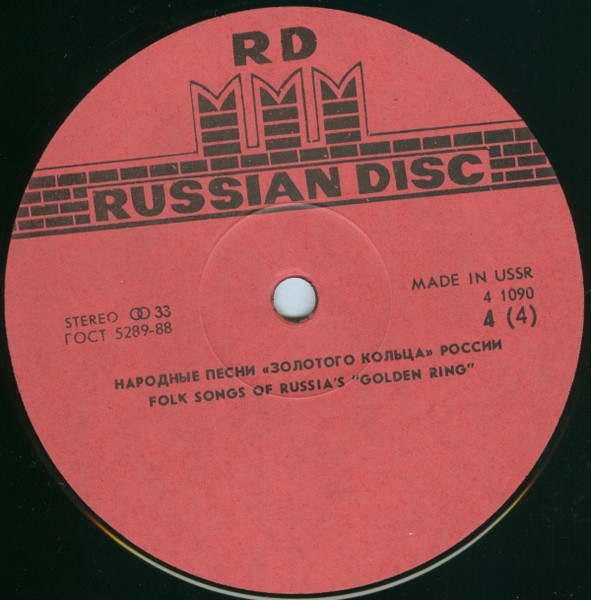 RD
RUSSIAN DISC
STEREO 33
ГОСТ 5289-88
MADE IN USSR
4 1090
4 (4)
НАРОДНЫЕ ПЕСНИ «ЗОЛОТОГО КОЛЬЦА» РОССИИ
FOLK SONGS OF RUSSIA'S "GOLDEN RING"